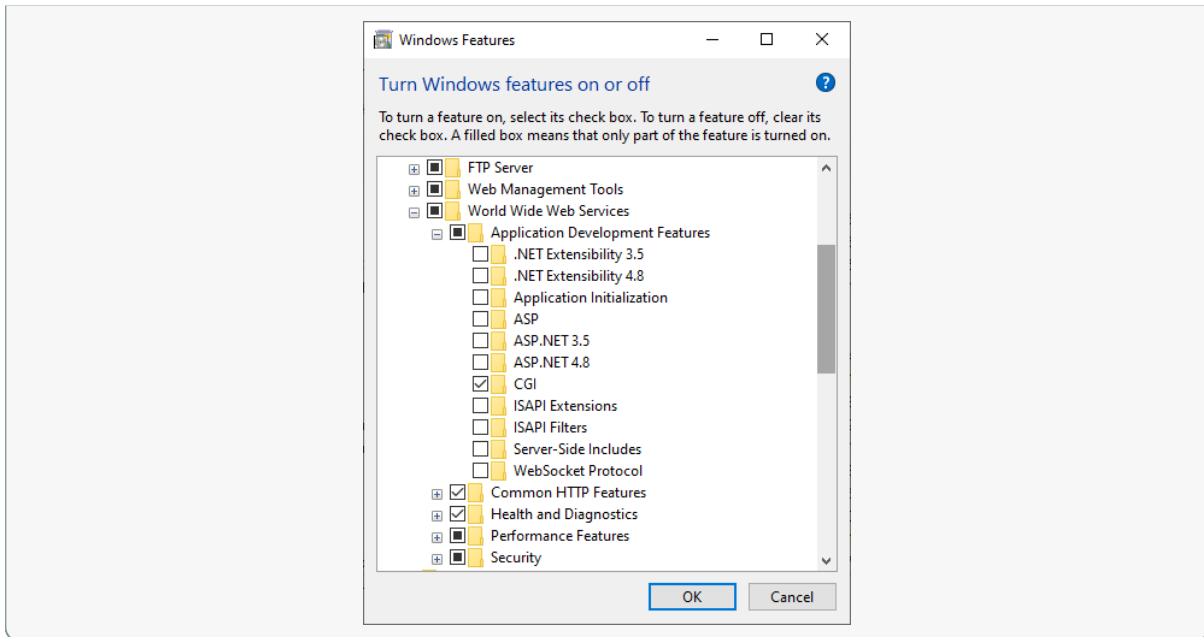 Windows Features
Turn Windows features on or off
?
To turn a feature on, select its check box. To turn a feature off, clear its
check box. A filled box means that only part of the feature is turned on.
FTP Server
Web Management Tools
World Wide Web Services
Application Development Features
.NET Extensibility 3.5
.NET Extensibility 4.8
Application Initialization
ASP
ASP.NET 3.5
ASP.NET 4.8
CGI
ISAPI Extensions
ISAPI Filters
Server-Side Includes
WebSocket Protocol
Common HTTP Features
Health and Diagnostics
Performance Features
Security
OK Cancel